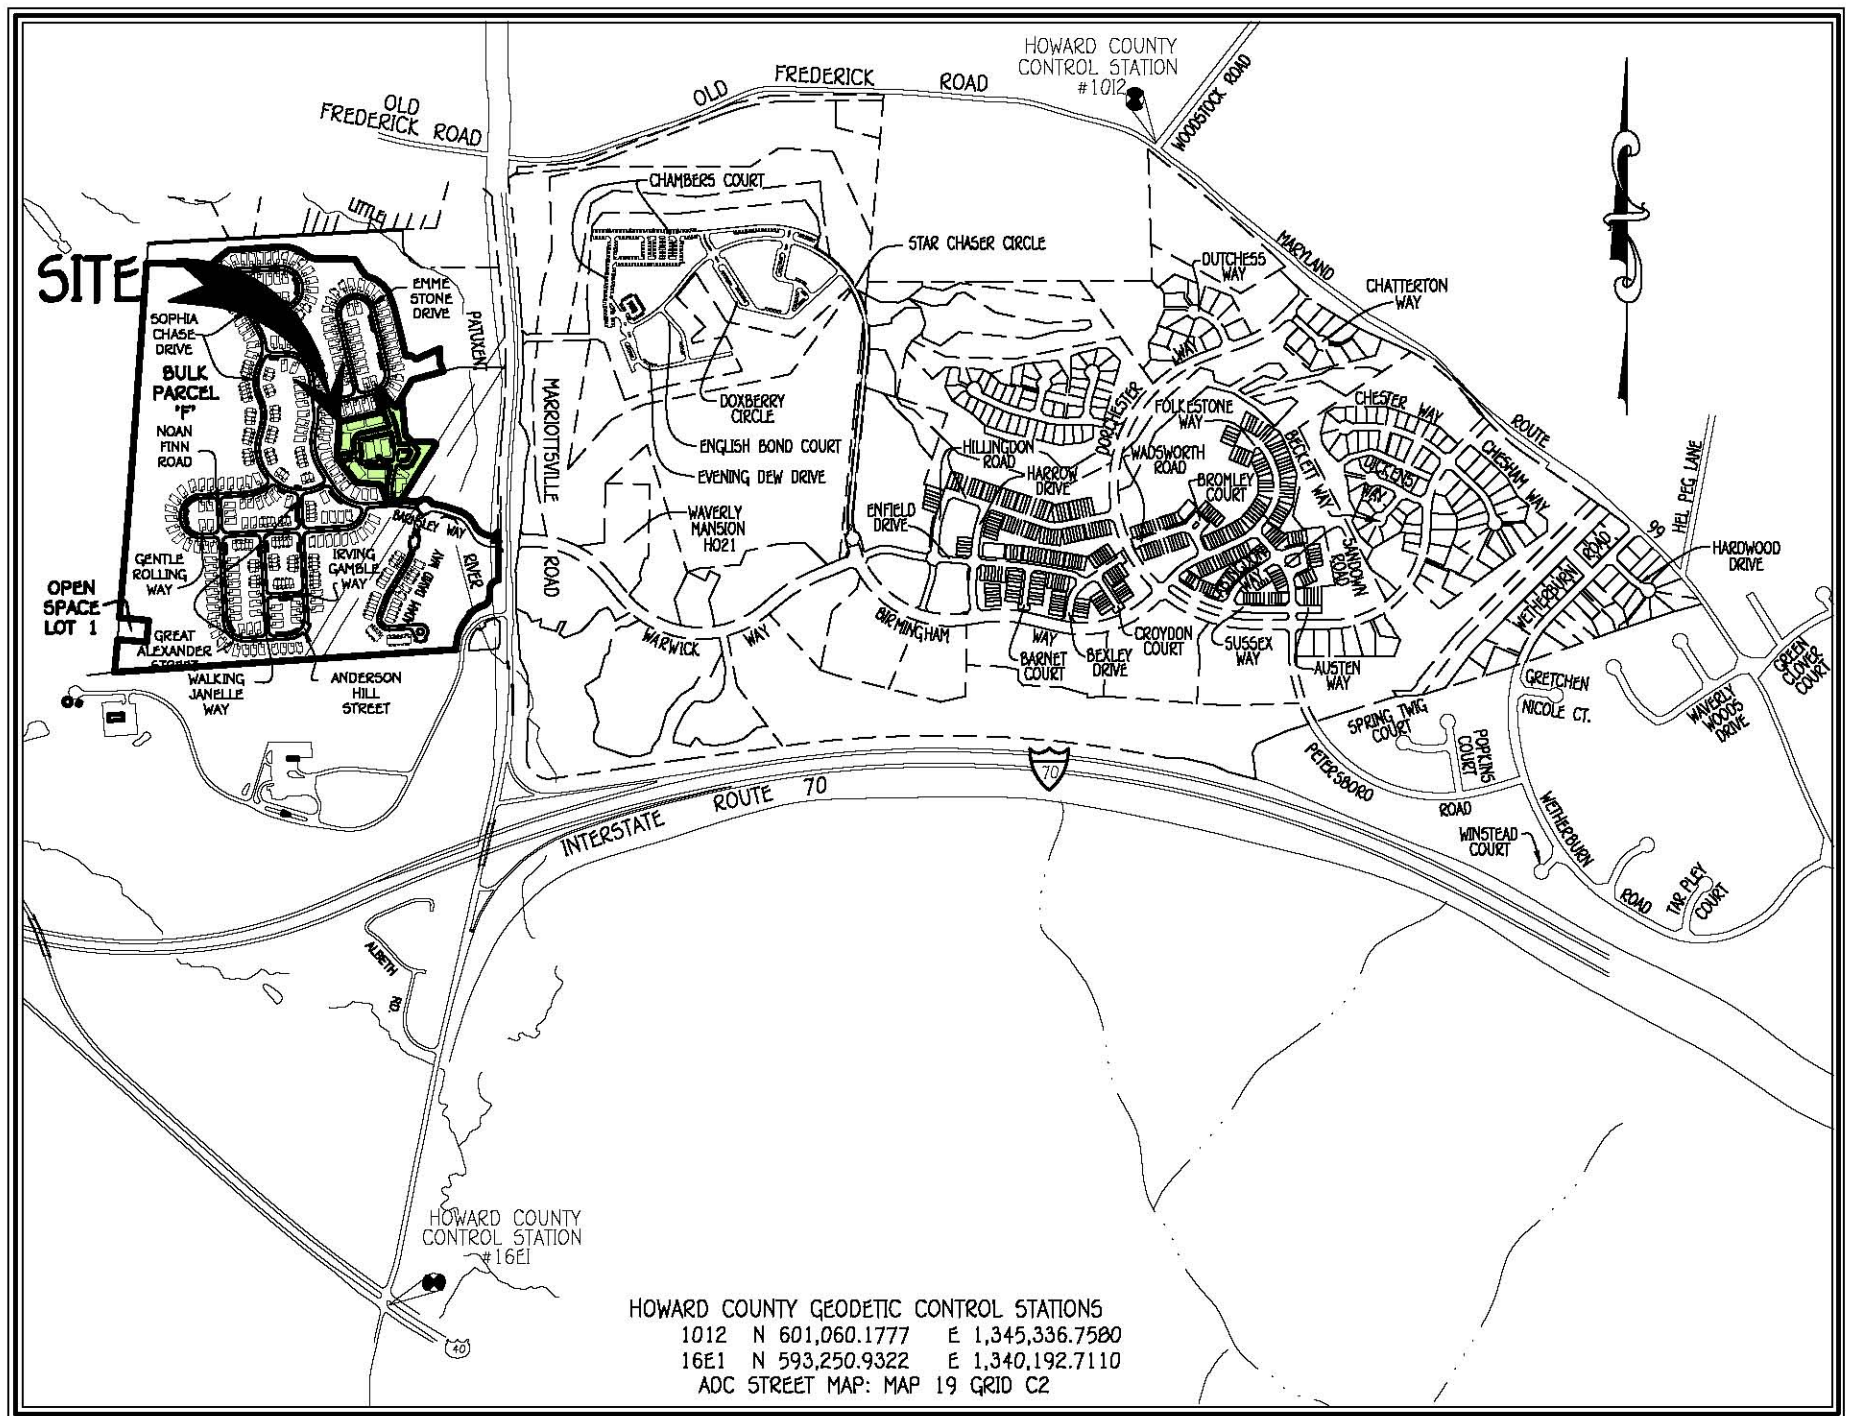 HOWARD COUNTY
CONTROL STATION
#1012
WOODSTOCK ROAD
OLD
FREDERICK ROAD
OLD FREDERICK ROAD
LITTLE
PATUXENT
RIVER
CHAMBERS COURT
STAR CHASER CIRCLE
MARYLAND
ROUTE
99
SITE
EMME
STONE
DRIVE
SOPHIA
CHASE
DRIVE
BULK
PARCEL
"F"
NOAN
FINN
ROAD
DUTCHESS
WAY
CHATTERTON
WAY
MARRIOTTSVILLE
ROAD
DOXBERRY
CIRCLE
ENGLISH BOND COURT
EVENING DEW DRIVE
WAVERLY
MANSION
HO21
DORCHESTER
WAY
FOLKESTONE
WAY
CHESTER WAY
HILLINGDON
ROAD
HARROW
DRIVE
WADSWORTH
ROAD
BROMLEY
COURT
BECKETT WAY
DICKENS
WAY
CHESHAM WAY
HEL PEG LANE
ENFIELD
DRIVE
SANDOWN
ROAD
WETHERBURN ROAD
HARDWOOD
DRIVE
BARNSLEY WAY
GENTLE
ROLLING
WAY
IRVING
GAMBLE
WAY
ADAM DAVID WAY
OPEN
SPACE
LOT 1
GREAT
ALEXANDER
STREET
WALKING
JANELLE
WAY
ANDERSON
HILL
STREET
WARWICK WAY
BIRMINGHAM
WAY
BARNET
COURT
BEXLEY
DRIVE
CROYDON
COURT
WAY
SUSSEX
WAY
AUSTEN
WAY
GRETCHEN
NICOLE CT.
GREEN
CLOVER
COURT
WAVERLY
WOODS
DRIVE
SPRING TWIG
COURT
POPKINS
COURT
PETERSBORO
ROAD
WINSTEAD
COURT
WETHERBURN
ROAD
TAR PLEY
COURT
70
INTERSTATE ROUTE 70
ALBETH
RD.
HOWARD COUNTY
CONTROL STATION
#16E1
40
HOWARD COUNTY GEODETIC CONTROL STATIONS
1012 N 601,060.1777 E 1,345,336.7580
16E1 N 593,250.9322 E 1,340,192.7110
ADC STREET MAP: MAP 19 GRID C2